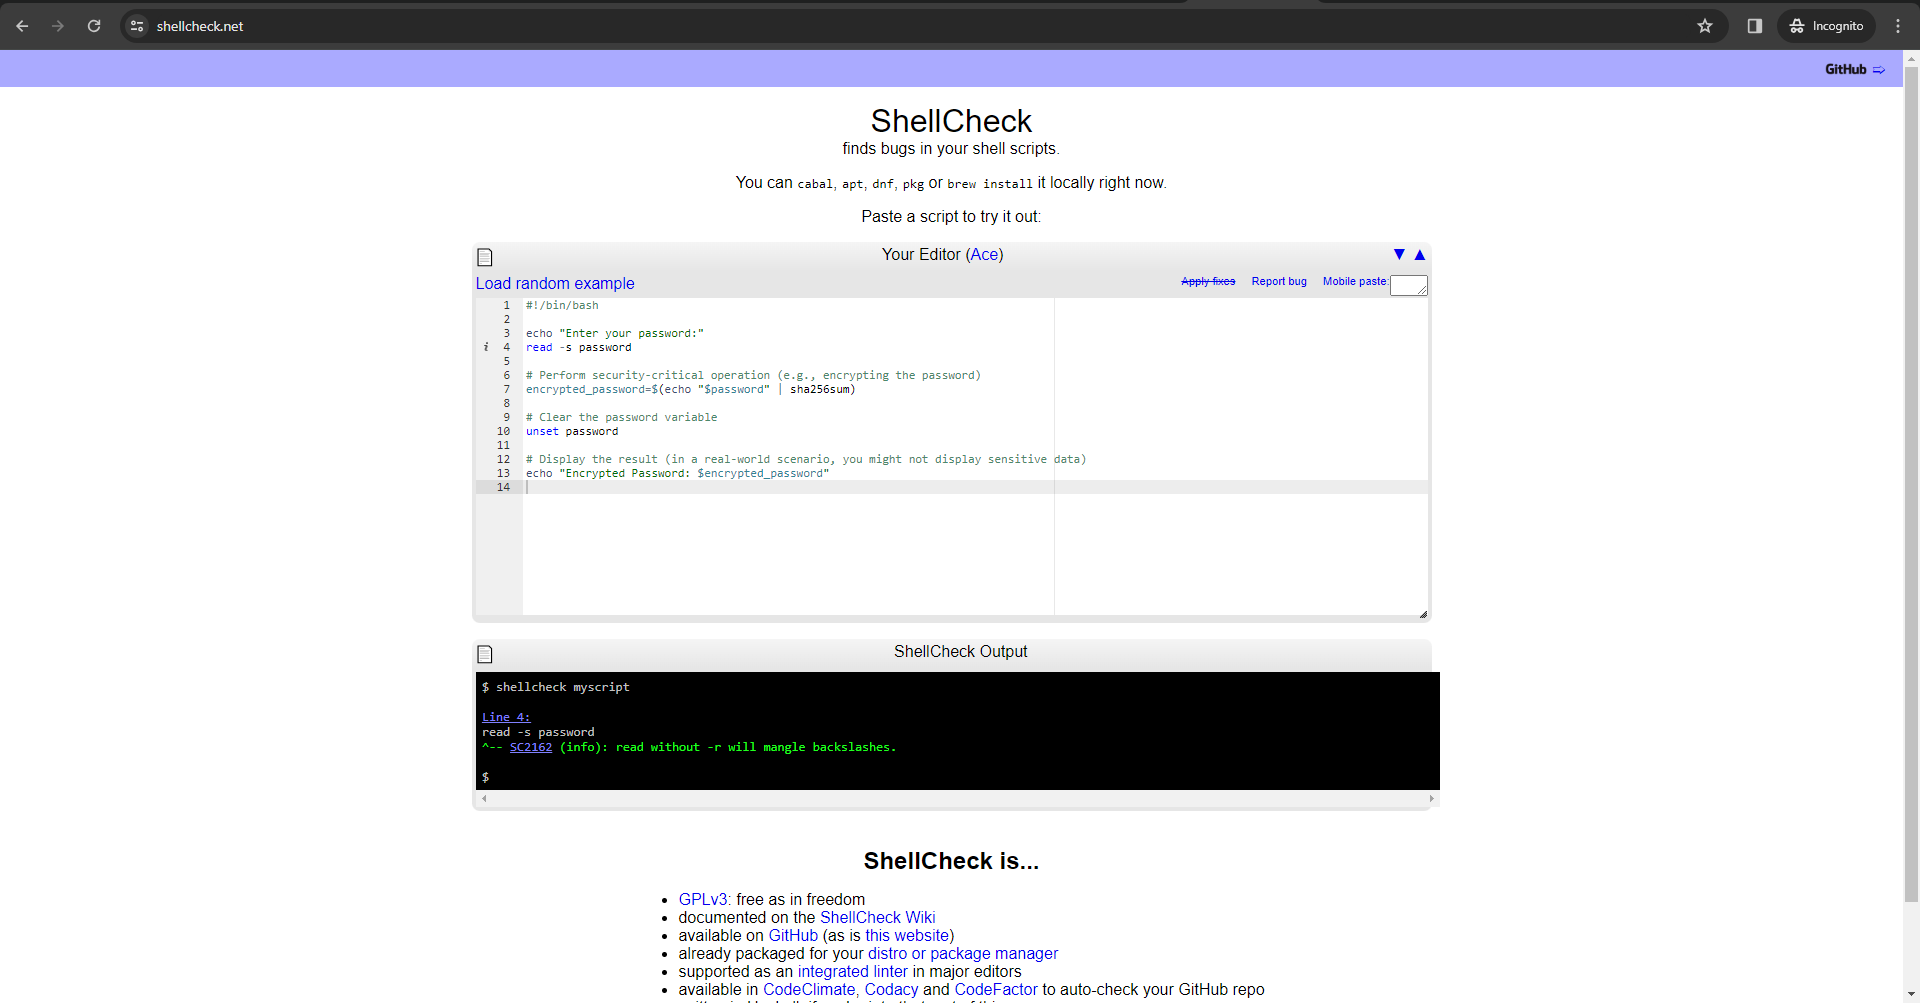 shellcheck.net
Incognito
GitHub ⇨
ShellCheck
finds bugs in your shell scripts.
You can cabal, apt, dnf, pkg or brew install it locally right now.
Paste a script to try it out:
Your Editor (Ace)
▼ ▲
Load random example
Apply fixes Report bug Mobile paste:
1 #!/bin/bash
2
3 echo "Enter your password:"
i 4 read -s password
5
6 # Perform security-critical operation (e.g., encrypting the password)
7 encrypted_password=$(echo "$password" | sha256sum)
8
9 # Clear the password variable
10 unset password
11
12 # Display the result (in a real-world scenario, you might not display sensitive data)
13 echo "Encrypted Password: $encrypted_password"
14
ShellCheck Output
$ shellcheck myscript
Line 4:
read -s password
^-- SC2162 (info): read without -r will mangle backslashes.
$
ShellCheck is...
• GPLv3: free as in freedom
• documented on the ShellCheck Wiki
• available on GitHub (as is this website)
• already packaged for your distro or package manager
• supported as an integrated linter in major editors
• available in CodeClimate, Codacy and CodeFactor to auto-check your GitHub repo